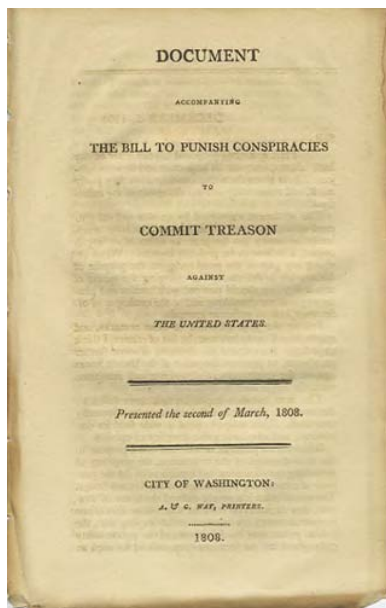 DOCUMENT
ACCOMPANYING
THE BILL TO PUNISH CONSPIRACIES
TO
COMMIT TREASON
AGAINST
THE UNITED STATES.
Presented the second of March, 1808.
CITY OF WASHINGTON:
A. & G. WAY, PRINTERS.
1808.